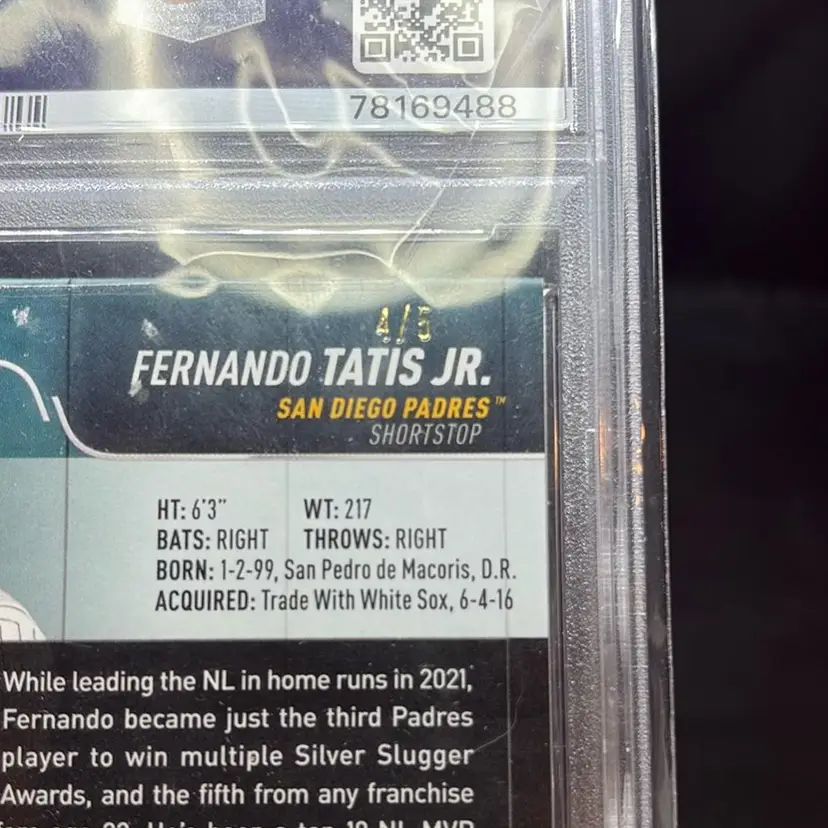 78169488
4/5
FERNANDO TATIS JR.
SAN DIEGO PADRES™
SHORTSTOP
HT: 6'3" WT: 217
BATS: RIGHT THROWS: RIGHT
BORN: 1-2-99, San Pedro de Macoris, D.R.
ACQUIRED: Trade With White Sox, 6-4-16
While leading the NL in home runs in 2021,
Fernando became just the third Padres
player to win multiple Silver Slugger
Awards, and the fifth from any franchise